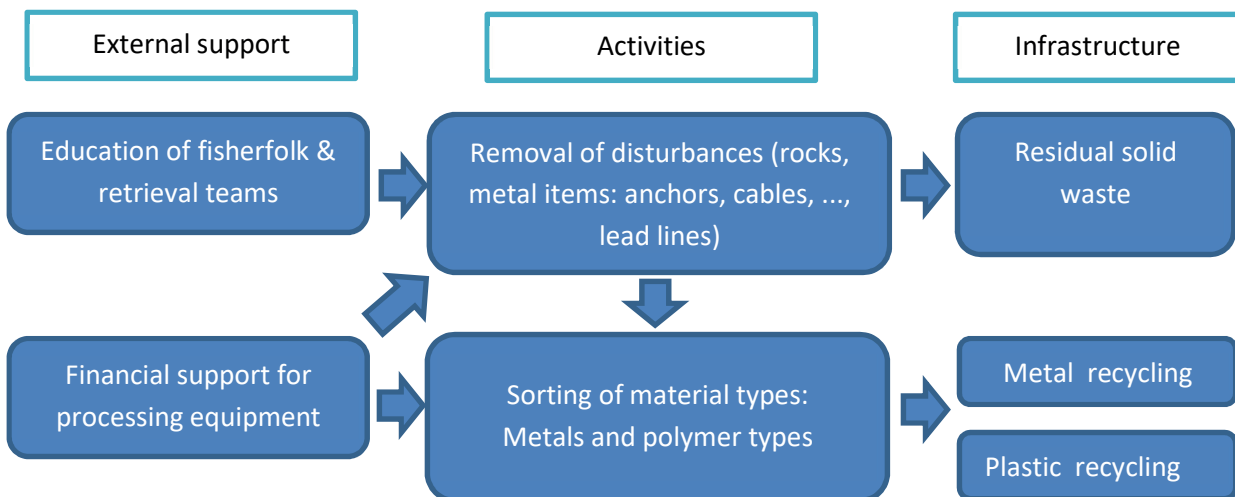 External support
Activities
Infrastructure
Education of fisherfolk &
retrieval teams
Removal of disturbances (rocks,
metal items: anchors, cables, ...,
lead lines)
Residual solid
waste
Financial support for
processing equipment
Sorting of material types:
Metals and polymer types
Metal recycling
Plastic recycling